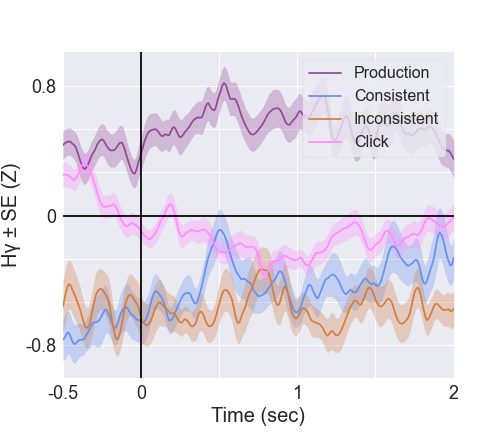 Production
Consistent
Inconsistent
Click
Hγ ± SE (Z)
0.8
0
-0.8
-0.5
0
1
2
Time (sec)